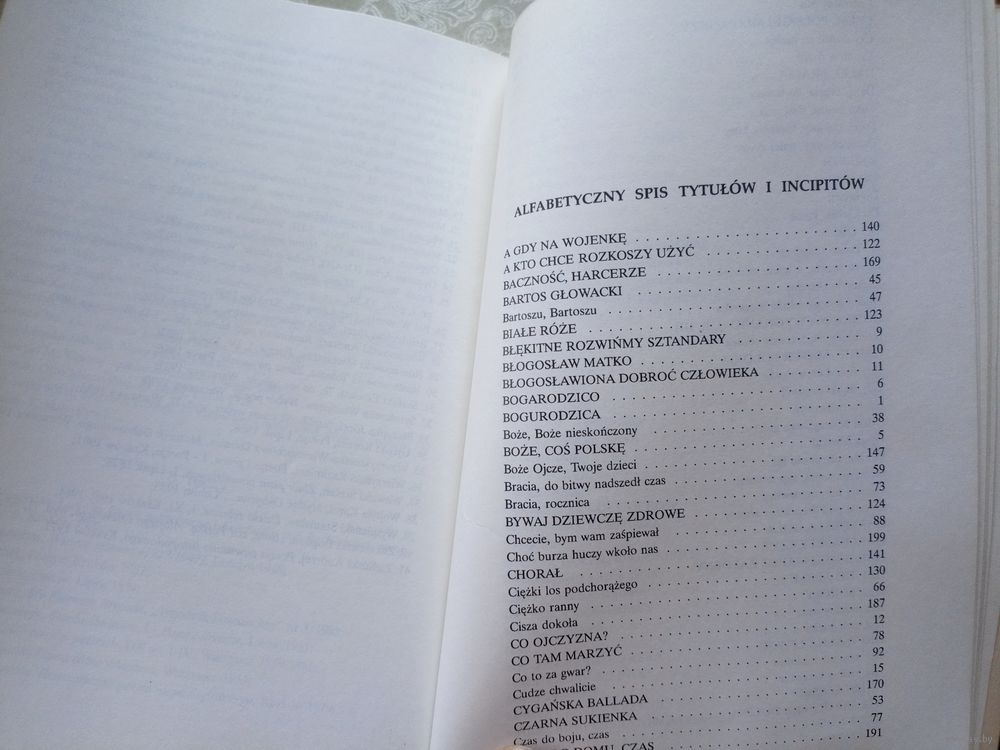 ALFABETYCZNY SPIS TYTUŁÓW I INCIPITÓW
A GDY NA WOJENKĘ . . . 140
A KTO CHCE ROZKOSZY UŻYĆ . . . 122
BACZNOŚĆ, HARCERZE . . . 169
BARTOS GŁOWACKI . . . 45
Bartoszu, Bartoszu . . . 47
BIAŁE RÓŻE . . . 123
BŁĘKITNE ROZWIŃMY SZTANDARY . . . 9
BŁOGOSŁAW MATKO . . . 10
BŁOGOSŁAWIONA DOBROĆ CZŁOWIEKA . . . 11
BOGARODZICO . . . 6
BOGURODZICA . . . 1
Boże, Boże nieskończony . . . 38
BOŻE, COŚ POLSKĘ . . . 5
Boże Ojcze, Twoje dzieci . . . 147
Bracia, do bitwy nadszedł czas . . . 59
Bracia, rocznica . . . 73
BYWAJ DZIEWCZĘ ZDROWE . . . 124
Chcecie, bym wam zaśpiewał . . . 88
Choć burza huczy wkoło nas . . . 199
CHORAŁ . . . 141
Ciężki los podchorążego . . . 130
Ciężko ranny . . . 66
Cisza dokoła . . . 187
CO OJCZYZNA? . . . 12
CO TAM MARZYĆ . . . 78
Co to za gwar? . . . 92
Cudze chwalicie . . . 15
CYGAŃSKA BALLADA . . . 170
CZARNA SUKIENKA . . . 53
Czas do boju, czas . . . 77
DOMU, CZAS . . . 191